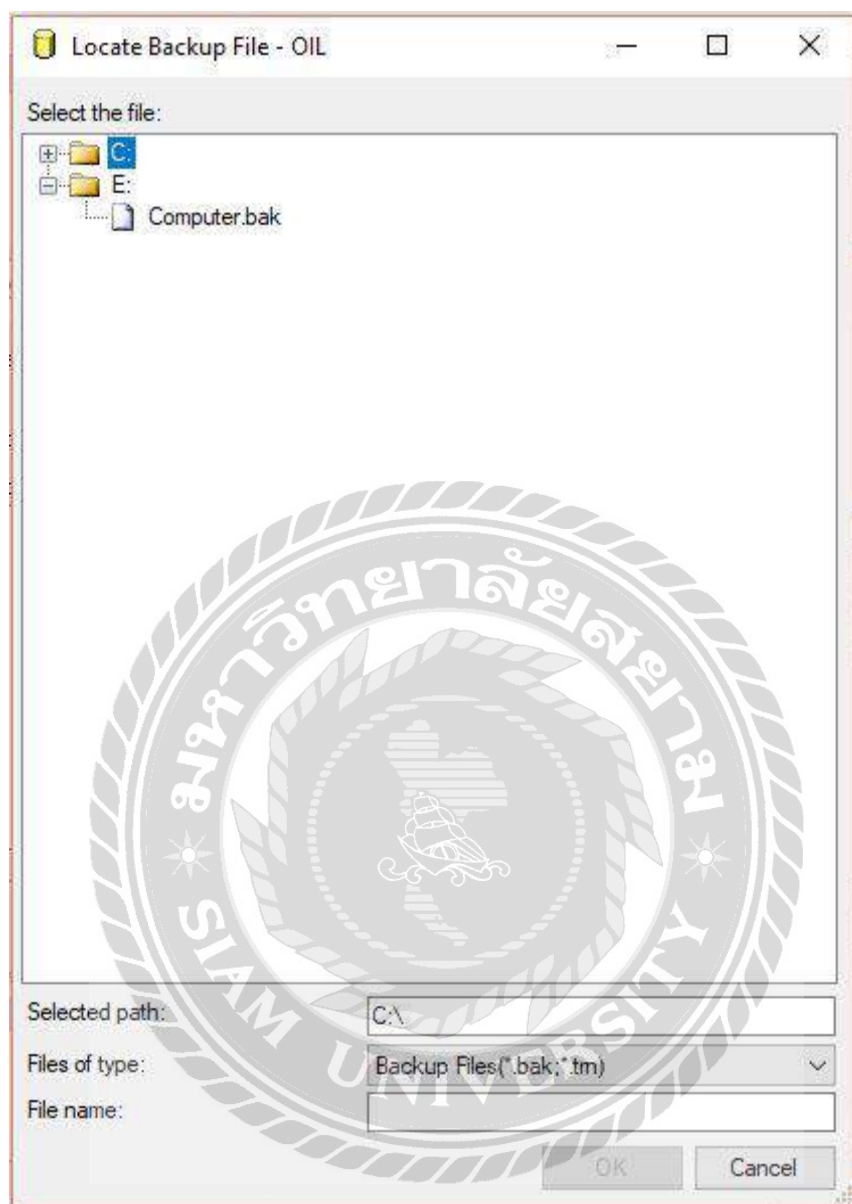 Locate Backup File - OIL
Select the file:
C:
E:
Computer.bak
มหาวิทยาลัยสยาม
SIAM UNIVERSITY
Selected path: C:\
Files of type: Backup Files(*.bak;*.trn)
File name:
OK Cancel